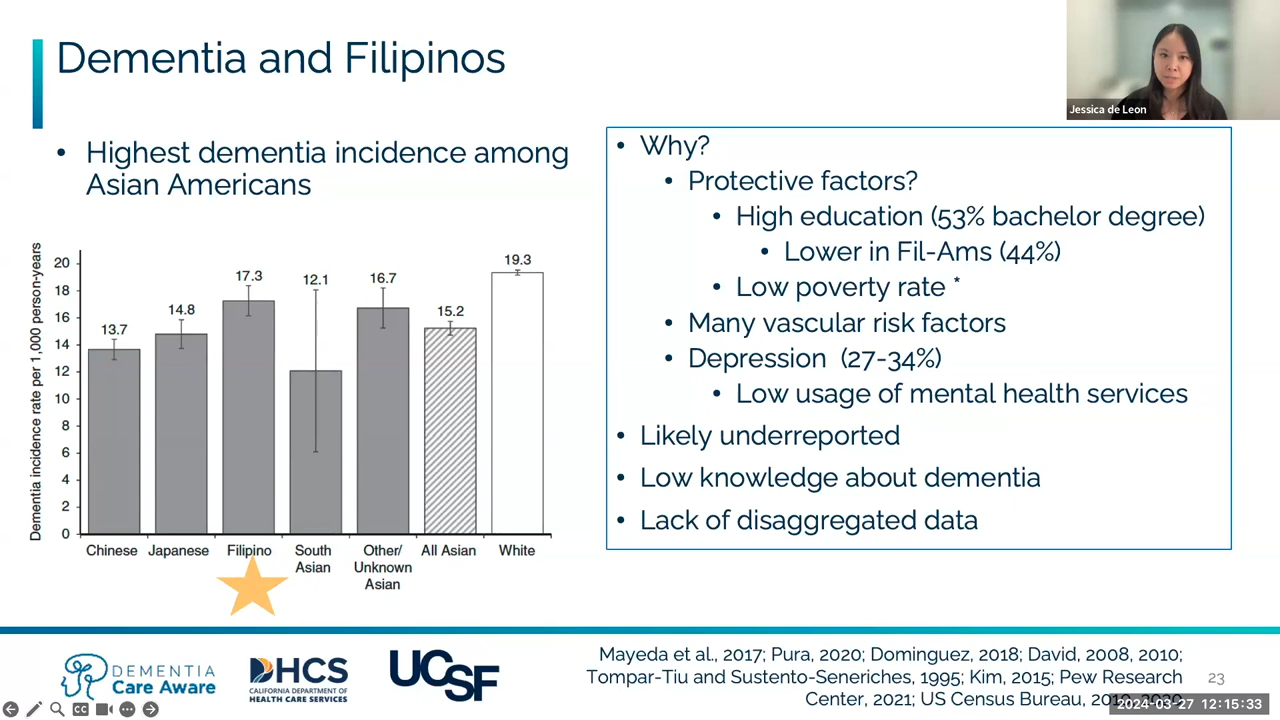 Dementia and Filipinos
Jessica de Leon
• Highest dementia incidence among
Asian Americans
Dementia incidence rate per 1,000 person-years
20
18
16
14
12
10
8
6
4
2
0
13.7
14.8
17.3
12.1
16.7
15.2
19.3
Chinese
Japanese
Filipino
South
Asian
Other/
Unknown
Asian
All Asian
White
• Why?
• Protective factors?
• High education (53% bachelor degree)
• Lower in Fil-Ams (44%)
• Low poverty rate *
• Many vascular risk factors
• Depression (27-34%)
• Low usage of mental health services
• Likely underreported
• Low knowledge about dementia
• Lack of disaggregated data
DEMENTIA
Care Aware
DHCS
CALIFORNIA DEPARTMENT OF
HEALTH CARE SERVICES
UCSF
Mayeda et al., 2017; Pura, 2020; Dominguez, 2018; David, 2008, 2010;
Tompar-Tiu and Sustento-Seneriches, 1995; Kim, 2015; Pew Research
Center, 2021; US Census Bureau,
23
CC
2024-03-27 12:15:33